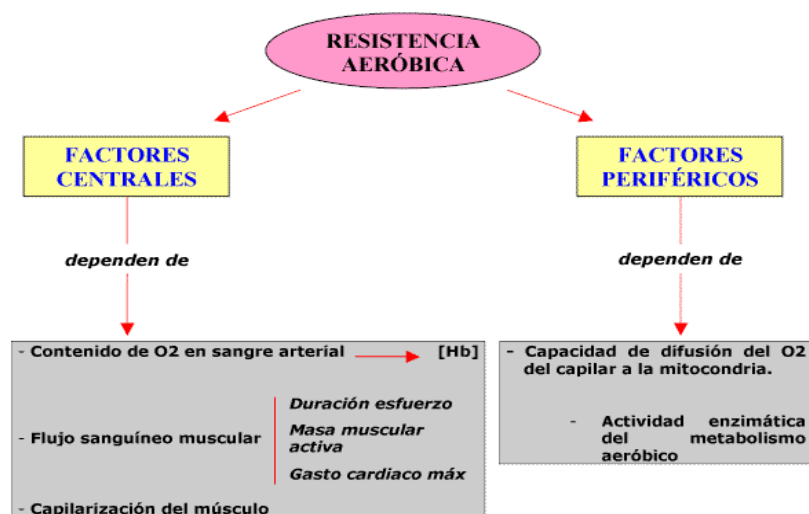 RESISTENCIA
AERÓBICA
FACTORES
CENTRALES
FACTORES
PERIFÉRICOS
dependen de
dependen de
- Contenido de O2 en sangre arterial [Hb]
- Flujo sanguíneo muscular
Duración esfuerzo
Masa muscular
activa
Gasto cardiaco máx
- Capilarización del músculo
- Capacidad de difusión del O2
del capilar a la mitocondria.
- Actividad enzimática
del metabolismo
aeróbico